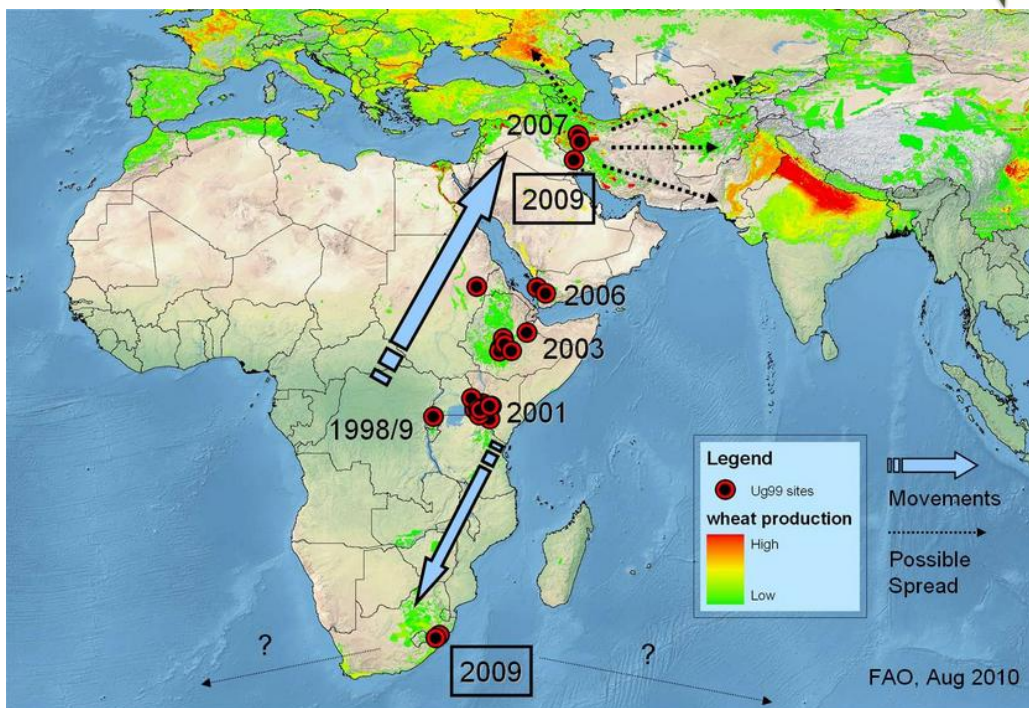 2007
2009
2006
2003
1998/9
2001
Legend
Ug99 sites
wheat production
High
Low
Movements
Possible
Spread
?
2009
?
FAO, Aug 2010